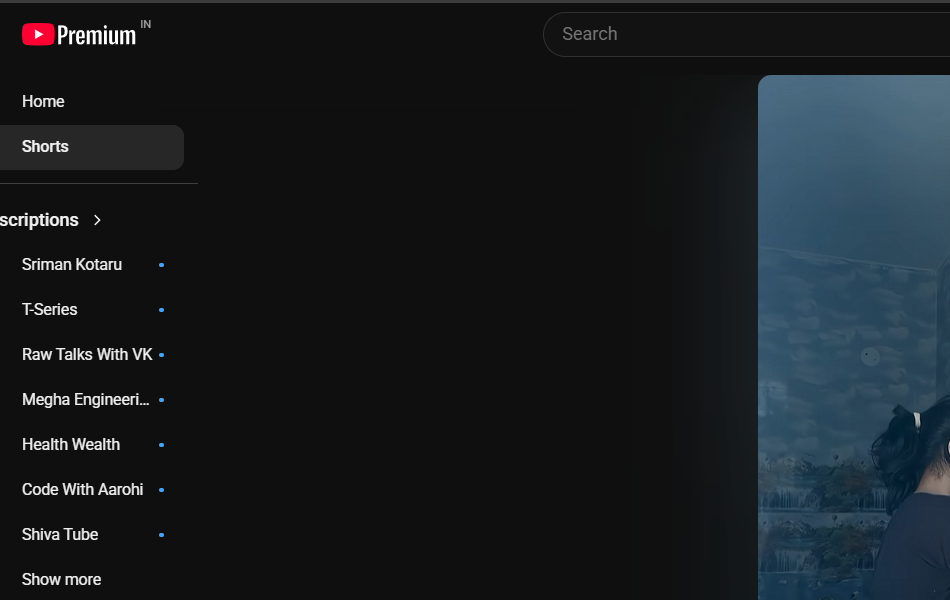 Premium IN
Search
Home
Shorts
scriptions
Sriman Kotaru
T-Series
Raw Talks With VK
Megha Engineeri...
Health Wealth
Code With Aarohi
Shiva Tube
Show more